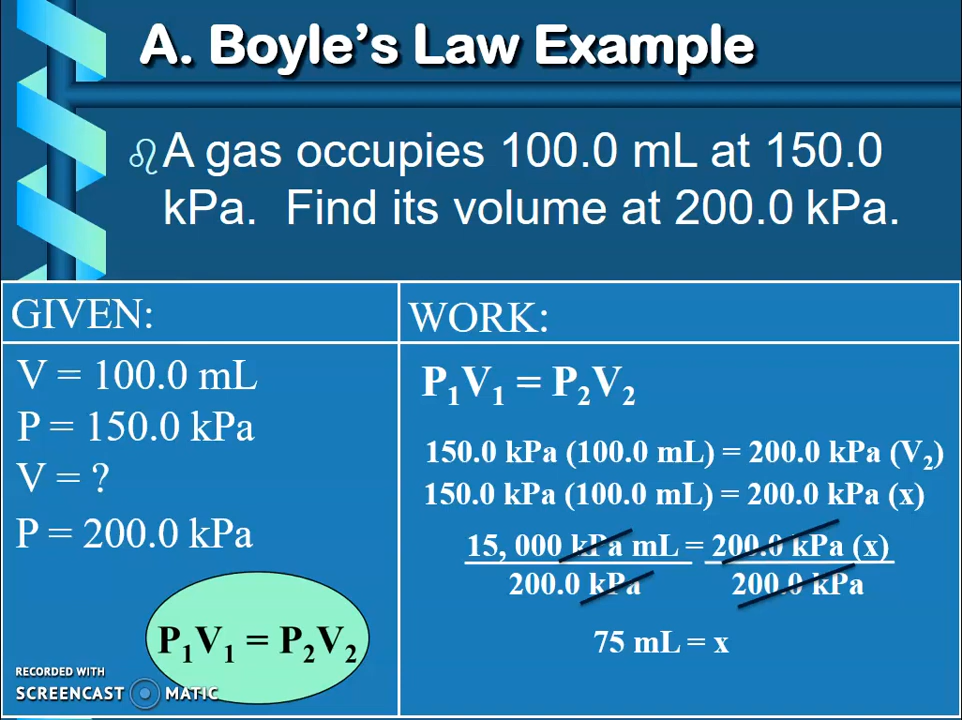 A. Boyle’s Law Example
A gas occupies 100.0 mL at 150.0
kPa. Find its volume at 200.0 kPa.
GIVEN:
V = 100.0 mL
P = 150.0 kPa
V = ?
P = 200.0 kPa
P₁V₁ = P₂V₂
WORK:
P₁V₁ = P₂V₂
150.0 kPa (100.0 mL) = 200.0 kPa (V₂)
150.0 kPa (100.0 mL) = 200.0 kPa (x)
15, 000 kPa mL = 200.0 kPa (x)
200.0 kPa 200.0 kPa
75 mL = x
RECORDED WITH
SCREENCAST MATIC